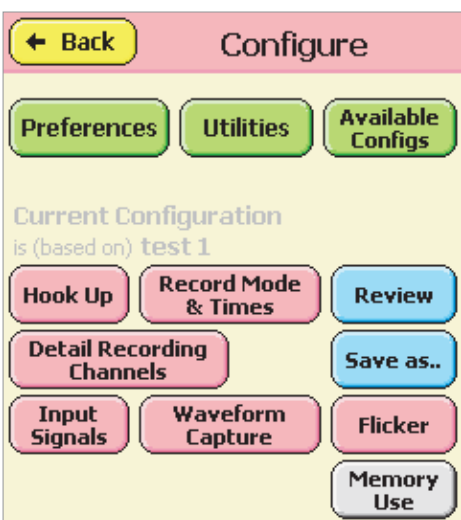 ← Back
Configure
Preferences
Utilities
Available
Configs
Current Configuration
is (based on) test 1
Hook Up
Record Mode
& Times
Review
Detail Recording
Channels
Save as..
Input
Signals
Waveform
Capture
Flicker
Memory
Use